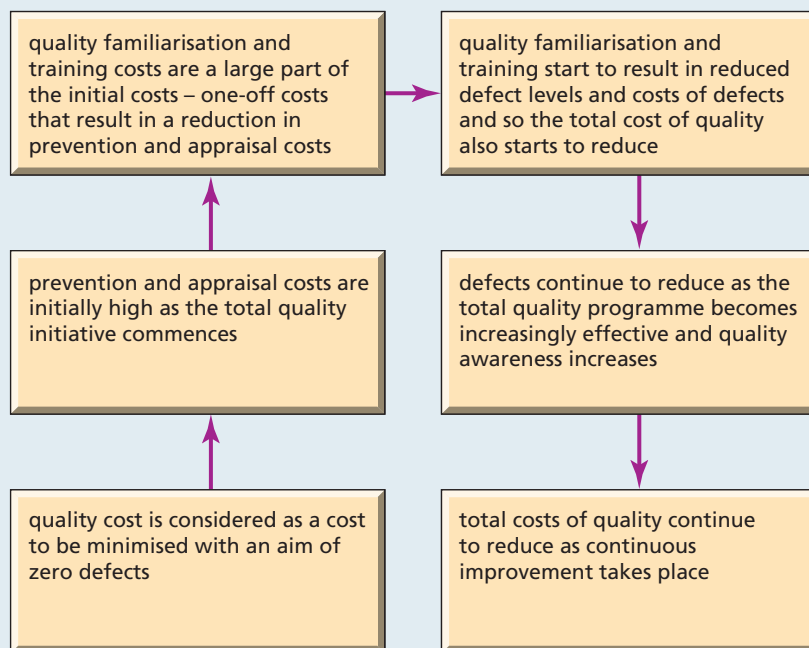 quality familiarisation and
training costs are a large part of
the initial costs – one-off costs
that result in a reduction in
prevention and appraisal costs
quality familiarisation and
training start to result in reduced
defect levels and costs of defects
and so the total cost of quality
also starts to reduce
prevention and appraisal costs are
initially high as the total quality
initiative commences
defects continue to reduce as the
total quality programme becomes
increasingly effective and quality
awareness increases
quality cost is considered as a cost
to be minimised with an aim of
zero defects
total costs of quality continue
to reduce as continuous
improvement takes place